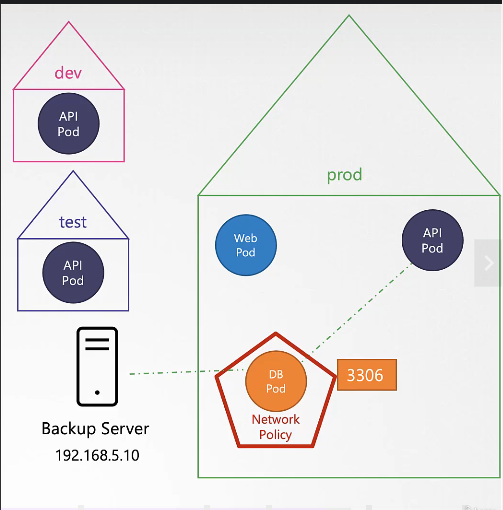 dev
API
Pod
test
API
Pod
prod
Web
Pod
API
Pod
DB
Pod
3306
Network
Policy
Backup Server
192.168.5.10